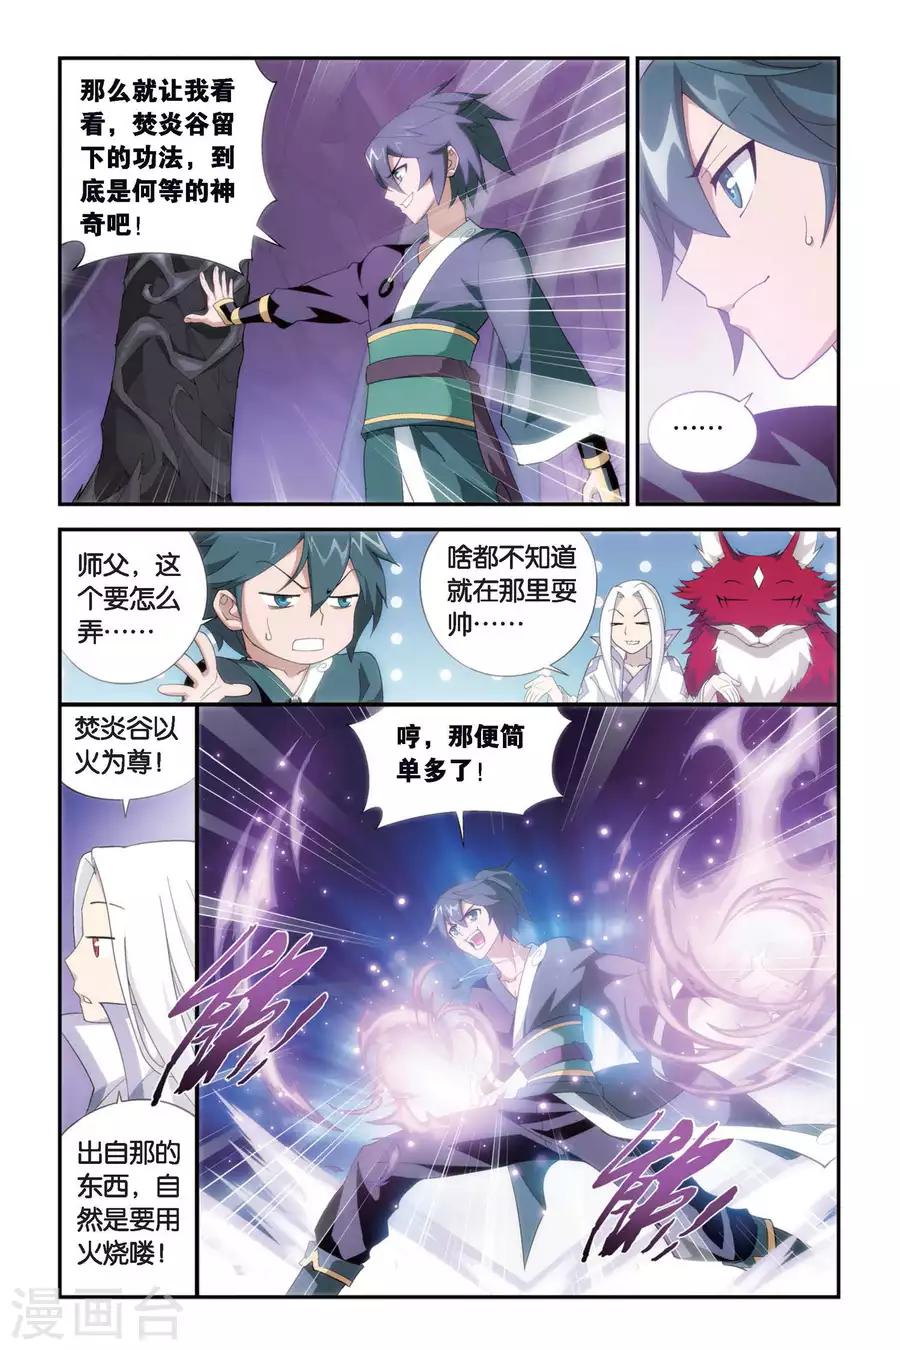 那么就让我看
看，焚炎谷留
下的功法，到
底是何等的神
奇吧！
……
师父，这
个要怎么
弄……
啥都不知道
就在那里耍
帅……
焚炎谷以
火为尊！
哼，那便简
单多了！
出自那的
东西，自
然是要用
火烧喽！
漫画台